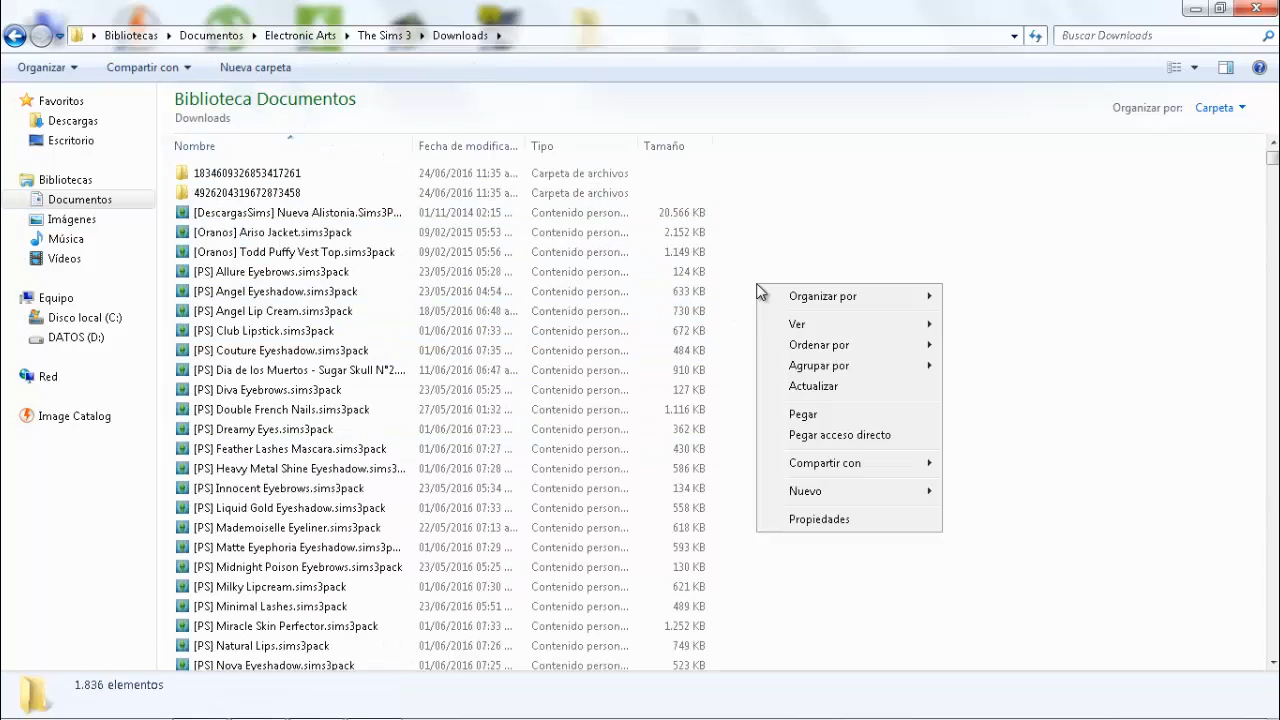 Bibliotecas Documentos Electronic Arts The Sims 3 Downloads
Buscar Downloads
Organizar Compartir con Nueva carpeta
Favoritos
Descargas
Escritorio
Bibliotecas
Documentos
Imágenes
Música
Vídeos
Equipo
Disco local (C:)
DATOS (D:)
Red
Image Catalog
Biblioteca Documentos
Downloads
Organizar por: Carpeta
Nombre Fecha de modifica... Tipo Tamaño
1834609326853417261 24/06/2016 11:35 a... Carpeta de archivos
4926204319672873458 24/06/2016 11:35 a... Carpeta de archivos
[DescargasSims] Nueva Alistonia.Sims3P... 01/11/2014 02:15 ... Contenido person... 20.566 KB
[Oranos] Ariso Jacket.sims3pack 09/02/2015 05:53 ... Contenido person... 2.152 KB
[Oranos] Todd Puffy Vest Top.sims3pack 09/02/2015 05:56 ... Contenido person... 1.149 KB
[PS] Allure Eyebrows.sims3pack 23/05/2016 05:28 ... Contenido person... 124 KB
[PS] Angel Eyeshadow.sims3pack 23/05/2016 04:54 ... Contenido person... 633 KB
[PS] Angel Lip Cream.sims3pack 18/05/2016 06:48 a... Contenido person... 730 KB
[PS] Club Lipstick.sims3pack 01/06/2016 07:33 ... Contenido person... 672 KB
[PS] Couture Eyeshadow.sims3pack 01/06/2016 07:35 ... Contenido person... 484 KB
[PS] Dia de los Muertos - Sugar Skull N°2.... 11/06/2016 06:47 a... Contenido person... 910 KB
[PS] Diva Eyebrows.sims3pack 23/05/2016 05:25 ... Contenido person... 127 KB
[PS] Double French Nails.sims3pack 27/05/2016 01:32 ... Contenido person... 1.116 KB
[PS] Dreamy Eyes.sims3pack 01/06/2016 07:23 ... Contenido person... 362 KB
[PS] Feather Lashes Mascara.sims3pack 01/06/2016 07:27 ... Contenido person... 430 KB
[PS] Heavy Metal Shine Eyeshadow.sims3... 01/06/2016 07:28 ... Contenido person... 586 KB
[PS] Innocent Eyebrows.sims3pack 23/05/2016 05:34 ... Contenido person... 134 KB
[PS] Liquid Gold Eyeshadow.sims3pack 01/06/2016 07:33 ... Contenido person... 558 KB
[PS] Mademoiselle Eyeliner.sims3pack 22/05/2016 07:13 a... Contenido person... 618 KB
[PS] Matte Eyephoria Eyeshadow.sims3p... 01/06/2016 07:29 ... Contenido person... 593 KB
[PS] Midnight Poison Eyebrows.sims3pack 01/06/2016 07:33 ... Contenido person... 130 KB
[PS] Milky Lipcream.sims3pack 01/06/2016 07:30 ... Contenido person... 621 KB
[PS] Minimal Lashes.sims3pack 23/06/2016 05:51 ... Contenido person... 489 KB
[PS] Miracle Skin Perfector.sims3pack 01/06/2016 07:33 ... Contenido person... 1.252 KB
[PS] Natural Lips.sims3pack 01/06/2016 07:26 ... Contenido person... 749 KB
[PS] Nova Eyeshadow.sims3pack 01/06/2016 07:25 ... Contenido person... 523 KB
Organizar por
Ver
Ordenar por
Agrupar por
Actualizar
Pegar
Pegar acceso directo
Compartir con
Nuevo
Propiedades
1.836 elementos